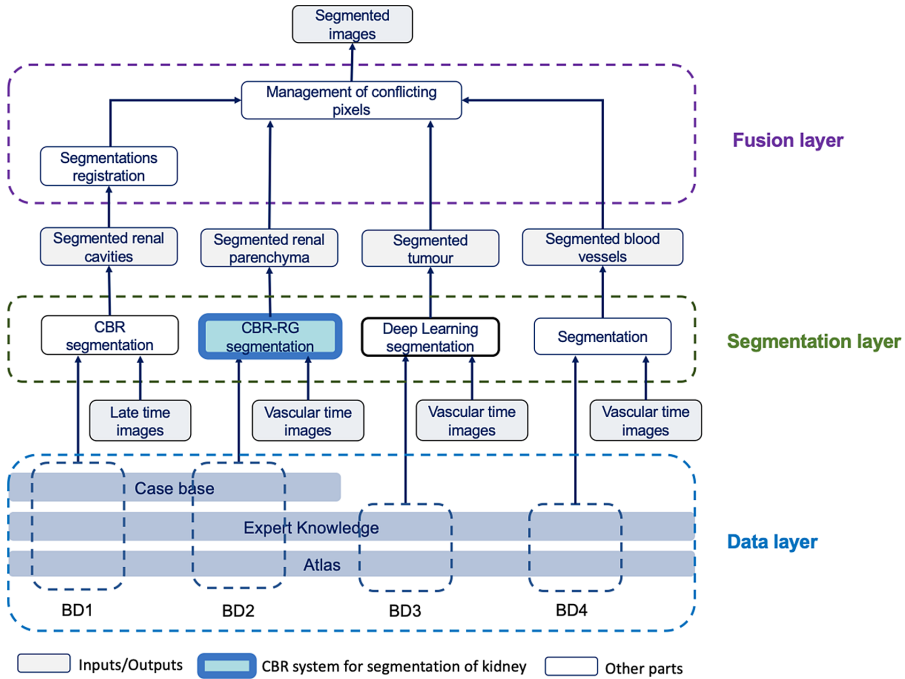 Segmented
images
Management of conflicting
pixels
Fusion layer
Segmentations
registration
Segmented renal
cavities
Segmented renal
parenchyma
Segmented
tumour
Segmented blood
vessels
CBR
segmentation
CBR-RG
segmentation
Deep Learning
segmentation
Segmentation
Segmentation layer
Late time
images
Vascular time
images
Vascular time
images
Vascular time
images
Case base
Expert Knowledge
Atlas
Data layer
BD1
BD2
BD3
BD4
Inputs/Outputs
CBR system for segmentation of kidney
Other parts